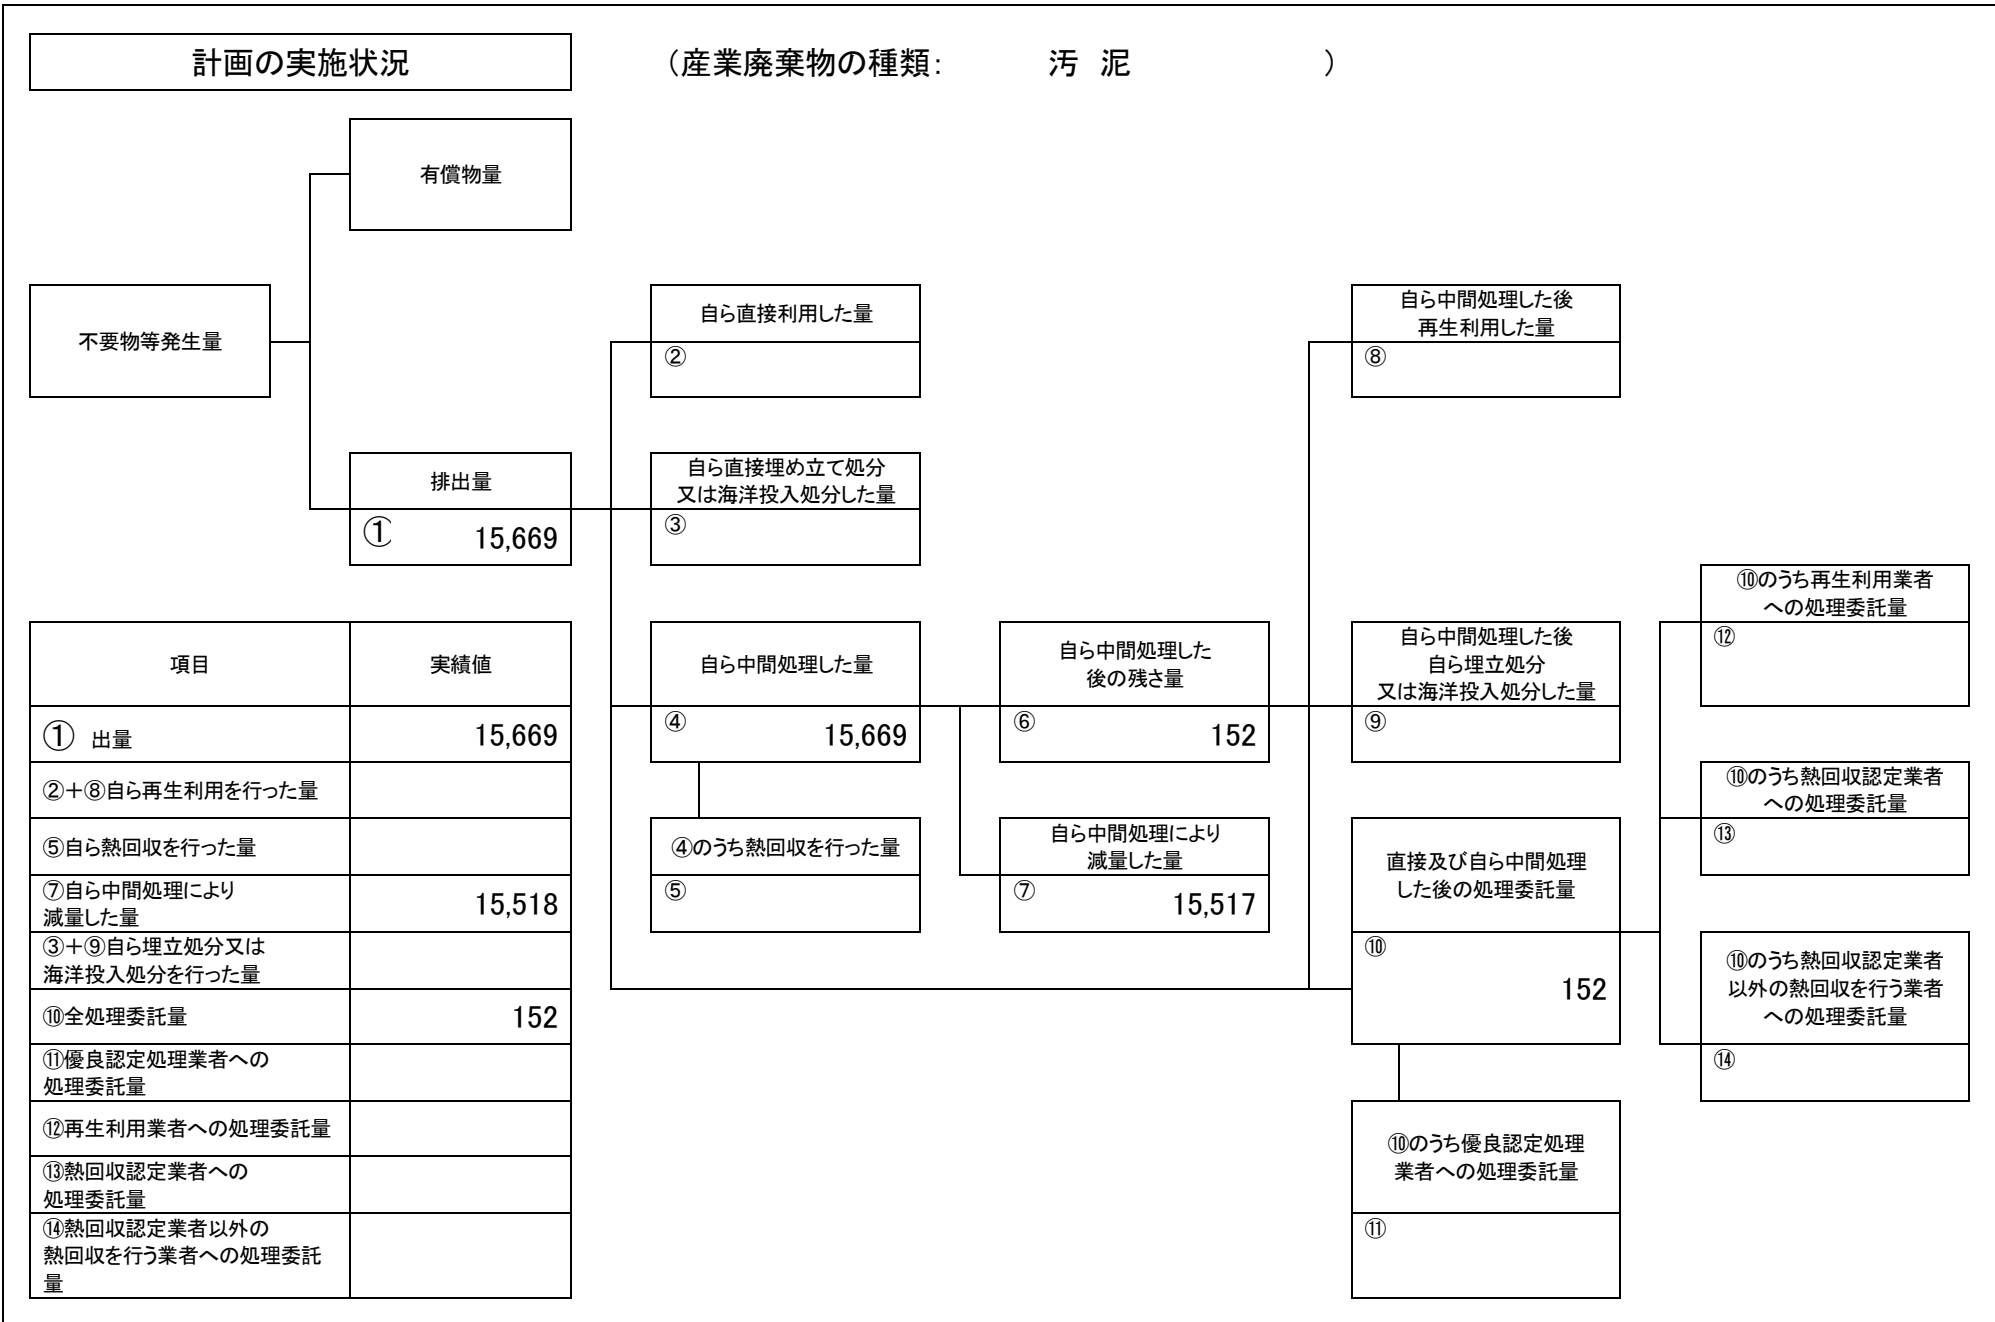 計画の実施状況
(産業廃棄物の種類: 汚 泥 )
有償物量
不要物等発生量
自ら直接利用した量
②
自ら中間処理した後
再生利用した量
⑧
排出量
① 15,669
自ら直接埋め立て処分
又は海洋投入処分した量
③
⑩のうち再生利用業者
への処理委託量
⑫
項目 実績値
① 出量 15,669
②+⑧自ら再生利用を行った量
⑤自ら熱回収を行った量
⑦自ら中間処理により
減量した量 15,518
③+⑨自ら埋立処分又は
海洋投入処分を行った量
⑩全処理委託量 152
⑪優良認定処理業者への
処理委託量
⑫再生利用業者への処理委託量
⑬熱回収認定業者への
処理委託量
⑭熱回収認定業者以外の
熱回収を行う業者への処理委託
量
自ら中間処理した量
④ 15,669
④のうち熱回収を行った量
⑤
自ら中間処理した
後の残さ量
⑥ 152
自ら中間処理により
減量した量
⑦ 15,517
自ら中間処理した後
自ら埋立処分
又は海洋投入処分した量
⑨
直接及び自ら中間処理
した後の処理委託量
⑩
152
⑩のうち優良認定処理
業者への処理委託量
⑪
⑩のうち熱回収認定業者
への処理委託量
⑬
⑩のうち熱回収認定業者
以外の熱回収を行う業者
への処理委託量
⑭